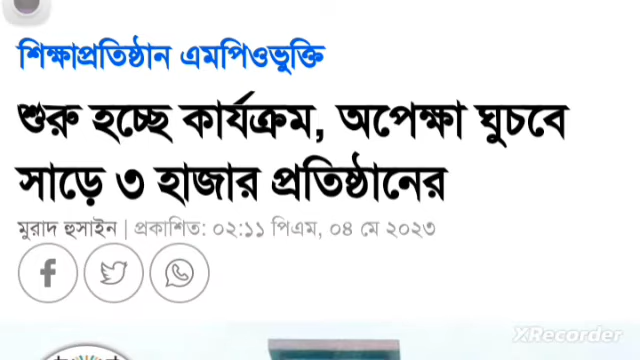 শিক্ষাপ্রতিষ্ঠান এমপিওভুক্তি
শুরু হচ্ছে কার্যক্রম, অপেক্ষা ঘুচবে
সাড়ে ৩ হাজার প্রতিষ্ঠানের
মুরাদ হুসাইন | প্রকাশিত: ০২:১১ পিএম, ০৪ মে ২০২৩
XRecorder